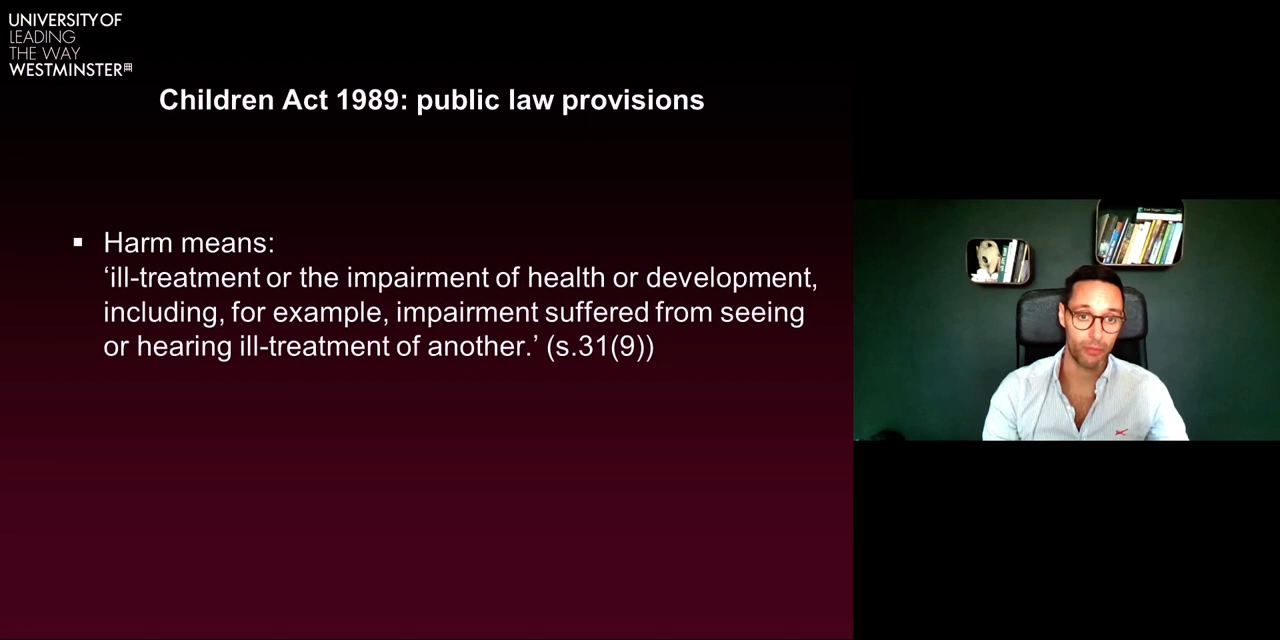 UNIVERSITY OF
LEADING
THE WAY
WESTMINSTER
Children Act 1989: public law provisions
▪ Harm means:
‘ill-treatment or the impairment of health or development,
including, for example, impairment suffered from seeing
or hearing ill-treatment of another.’ (s.31(9))